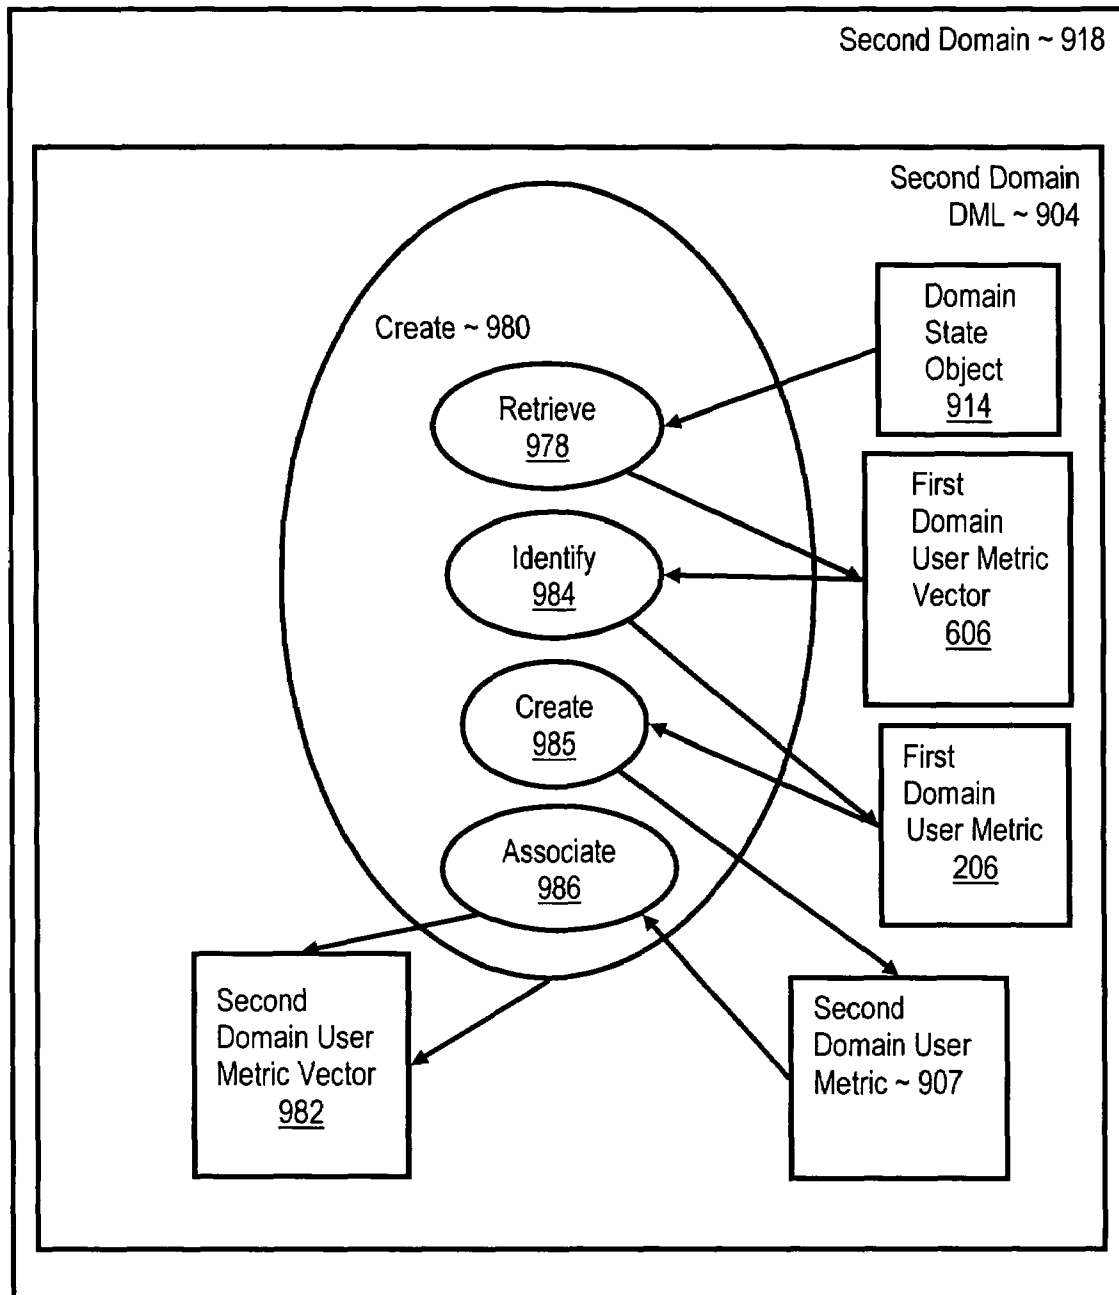 Second Domain ~ 918
Second Domain
DML ~ 904
Domain
State
Object
914
Create ~ 980
Retrieve
978
First
Domain
User Metric
Vector
606
Identify
984
Create
985
First
Domain
User Metric
206
Associate
986
Second
Domain User
Metric Vector
982
Second
Domain User
Metric ~ 907